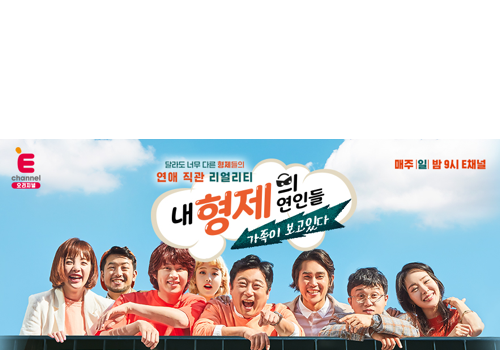 E
channel
오리지널
달라도 너무 다른 형제들의
연애 직관 리얼리티
내 형제의 연인들
가족이 보고있다
매주 |일| 밤 9시 E채널